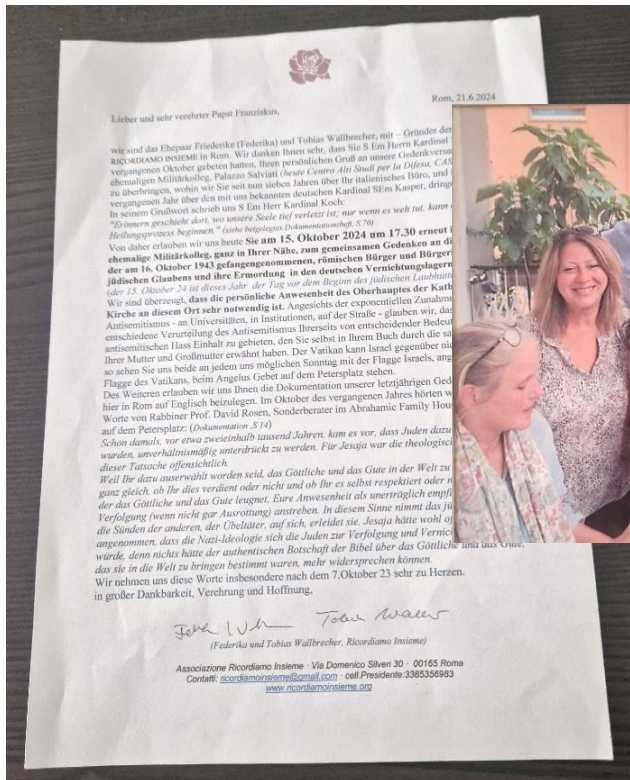 Rom, 21.6.2024
Lieber und sehr verehrter Papst Franziskus,
wir sind das Ehepaar Friederike (Federika) und Tobias Wallbrecher, mit – Gründer der
RICORDIAMO INSIEME in Rom. Wir danken Ihnen sehr, dass Sie S Em Herrn Kardinal
vergangenen Oktober gebeten hatten, Ihren persönlichen Gruß an unsere Gedenkversa
ehemaligen Militärkolleg, Palazzo Salviati (heute Centro Alti Studi per la Difesa, CAS
zu überbringen, wohin wir Sie seit nun sieben Jahren über Ihr italienisches Büro, und
vergangenen Jahr über den mit uns bekannten deutschen Kardinal SEm Kasper, dring
In seinem Grußwort schrieb uns S Em Herr Kardinal Koch:
"Erinnern geschieht dort, wo unsere Seele tief verletzt ist; nur wenn es weh tut, kann
Heilungsprozess beginnen." (siehe beigelegtes Dokumentation, S.76)
Von daher erlauben wir uns heute Sie am 15. Oktober 2024 um 17.30 erneut
ehemalige Militärkolleg, ganz in Ihrer Nähe, zum gemeinsamen Gedenken an di
der am 16. Oktober 1943 gefangengenommenen, römischen Bürger und Bürger
jüdischen Glaubens und ihre Ermordung in den deutschen Vernichtungslagern
(der 15. Oktober 24 ist dieses Jahr der Tag vor dem Beginn des jüdischen Laubhütt
Wir sind überzeugt, dass die persönliche Anwesenheit des Oberhauptes der Kath
Kirche an diesem Ort sehr notwendig ist. Angesichts der exponentiellen Zunahm
Antisemitismus - an Universitäten, in Institutionen, auf der Straße - glauben wir, das
entschiedene Verurteilung des Antisemitismus Ihrerseits von entscheidender Bedeu
antisemitischen Hass Einhalt zu gebieten, den Sie selbst in Ihrem Buch durch die sa
Ihrer Mutter und Großmutter erwähnt haben. Der Vatikan kann Israel gegenüber nic
so sehen Sie uns beide an jedem uns möglichen Sonntag mit der Flagge Israels, ang
Flagge des Vatikans, beim Angelus Gebet auf dem Petersplatz stehen.
Des Weiteren erlauben wir uns Ihnen die Dokumentation unserer letztjährigen Ged
hier in Rom auf Englisch beizulegen. Im Oktober des vergangenen Jahres hörten w
Worte von Rabbiner Prof. David Rosen, Sonderberater im Abrahamic Family Hou
auf dem Petersplatz: (Dokumentation ,S 14)
Schon damals, vor etwa zweieinhalb tausend Jahren, kam es vor, dass Juden dazu
wurden, unverhältnismäßig unterdrückt zu werden. Für Jesaja war die theologisc
dieser Tatsache offensichtlich.
Weil Ihr dazu auserwählt worden seid, das Göttliche und das Gute in der Welt zu
ganz gleich, ob Ihr dies verdient oder nicht und ob Ihr es selbst respektiert oder
der das Göttliche und das Gute leugnet, Eure Anwesenheit als unerträglich empfi
Verfolgung (wenn nicht gar Ausrottung) anstreben. In diesem Sinne nimmt das jü
die Sünden der anderen, der Übeltäter, auf sich, erleidet sie. Jesaja hätte wohl
angenommen, dass die Nazi-Ideologie sich die Juden zur Verfolgung und Vernic
würde, denn nichts hätte der authentischen Botschaft der Bibel über das Göttliche und das Gute,
das sie in die Welt zu bringen bestimmt waren, mehr widersprechen können.
Wir nehmen uns diese Worte insbesondere nach dem 7.Oktober 23 sehr zu Herzen.
in großer Dankbarkeit, Verehrung und Hoffnung,
(Federika und Tobias Wallbrecher, Ricordiamo Insieme)
Associazione Ricordiamo Insieme · Via Domenico Silveri 30 · 00165 Roma
Contatti: ricordiamoinsieme@gmail.com · cell.Presidente:3385356983
www.ricordiamoinsieme.org